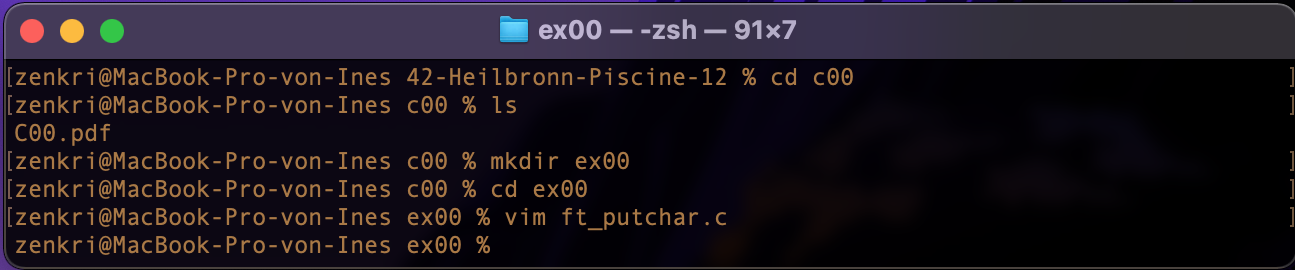 ex00 — -zsh — 91×7
[zenkri@MacBook-Pro-von-Ines 42-Heilbronn-Piscine-12 % cd c00 ]
[zenkri@MacBook-Pro-von-Ines c00 % ls ]
C00.pdf
[zenkri@MacBook-Pro-von-Ines c00 % mkdir ex00 ]
[zenkri@MacBook-Pro-von-Ines c00 % cd ex00 ]
[zenkri@MacBook-Pro-von-Ines ex00 % vim ft_putchar.c ]
zenkri@MacBook-Pro-von-Ines ex00 %